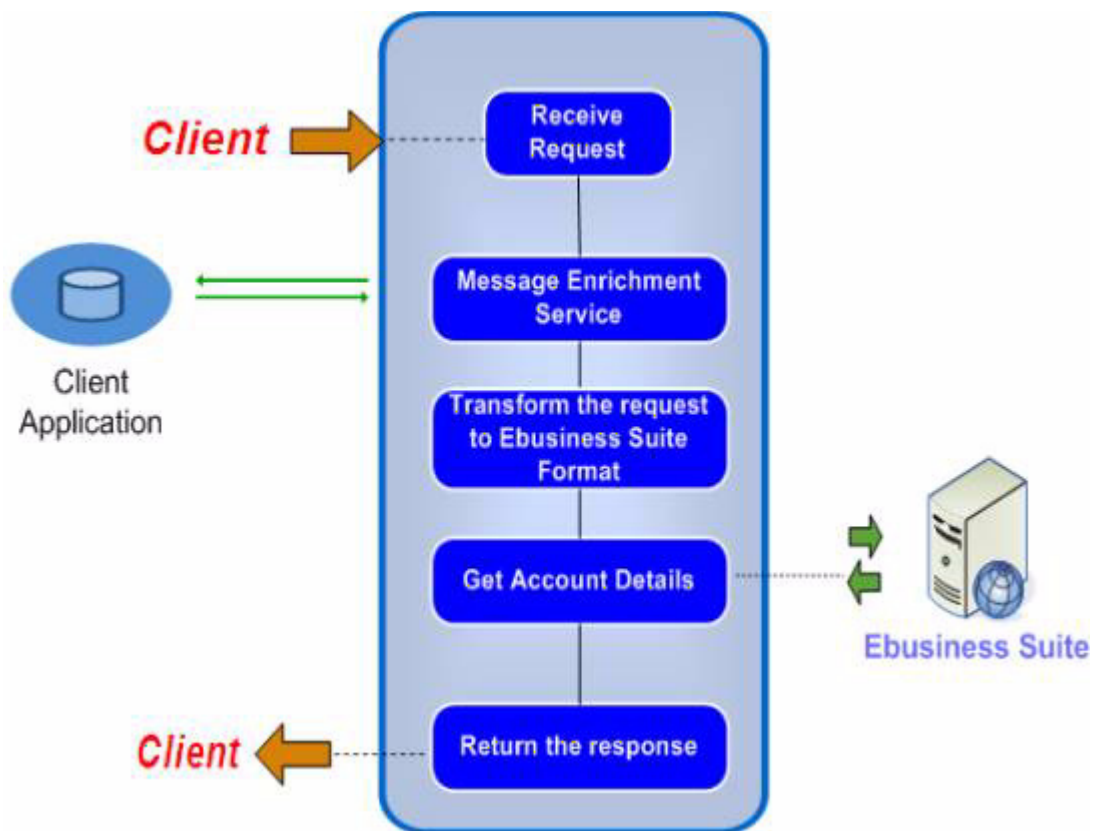 Client
Receive
Request
Message Enrichment
Service
Client
Application
Transform the request
to Ebusiness Suite
Format
Get Account Details
Ebusiness Suite
Client
Return the response